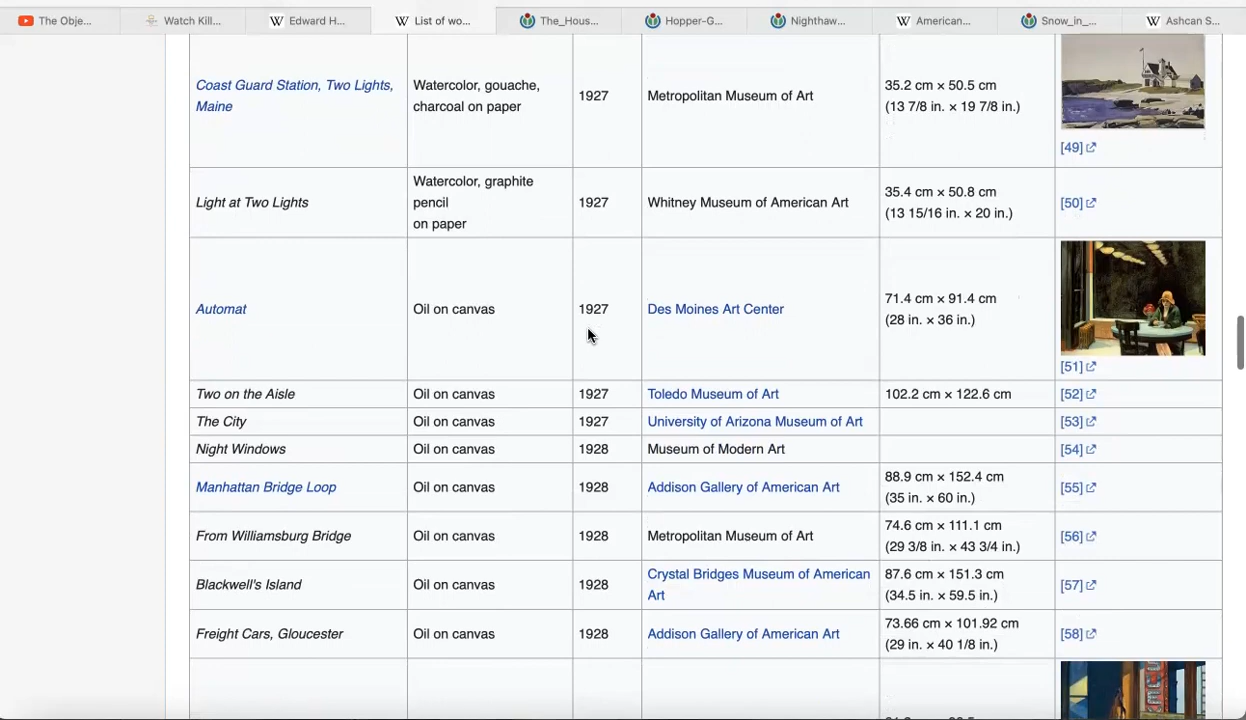 The Obje...
Watch Kill...
Edward H...
List of wo...
The_Hous...
Hopper-G...
Nighthaw...
American...
Snow_in_...
Ashcan S...
Coast Guard Station, Two Lights,
Maine
Watercolor, gouache,
charcoal on paper
1927
Metropolitan Museum of Art
35.2 cm × 50.5 cm
(13 7/8 in. × 19 7/8 in.)
[49]
Light at Two Lights
Watercolor, graphite
pencil
on paper
1927
Whitney Museum of American Art
35.4 cm × 50.8 cm
(13 15/16 in. × 20 in.)
[50]
Automat
Oil on canvas
1927
Des Moines Art Center
71.4 cm × 91.4 cm
(28 in. × 36 in.)
[51]
Two on the Aisle
Oil on canvas
1927
Toledo Museum of Art
102.2 cm × 122.6 cm
[52]
The City
Oil on canvas
1927
University of Arizona Museum of Art
[53]
Night Windows
Oil on canvas
1928
Museum of Modern Art
[54]
Manhattan Bridge Loop
Oil on canvas
1928
Addison Gallery of American Art
88.9 cm × 152.4 cm
(35 in. × 60 in.)
[55]
From Williamsburg Bridge
Oil on canvas
1928
Metropolitan Museum of Art
74.6 cm × 111.1 cm
(29 3/8 in. × 43 3/4 in.)
[56]
Blackwell's Island
Oil on canvas
1928
Crystal Bridges Museum of American
Art
87.6 cm × 151.3 cm
(34.5 in. × 59.5 in.)
[57]
Freight Cars, Gloucester
Oil on canvas
1928
Addison Gallery of American Art
73.66 cm × 101.92 cm
(29 in. × 40 1/8 in.)
[58]